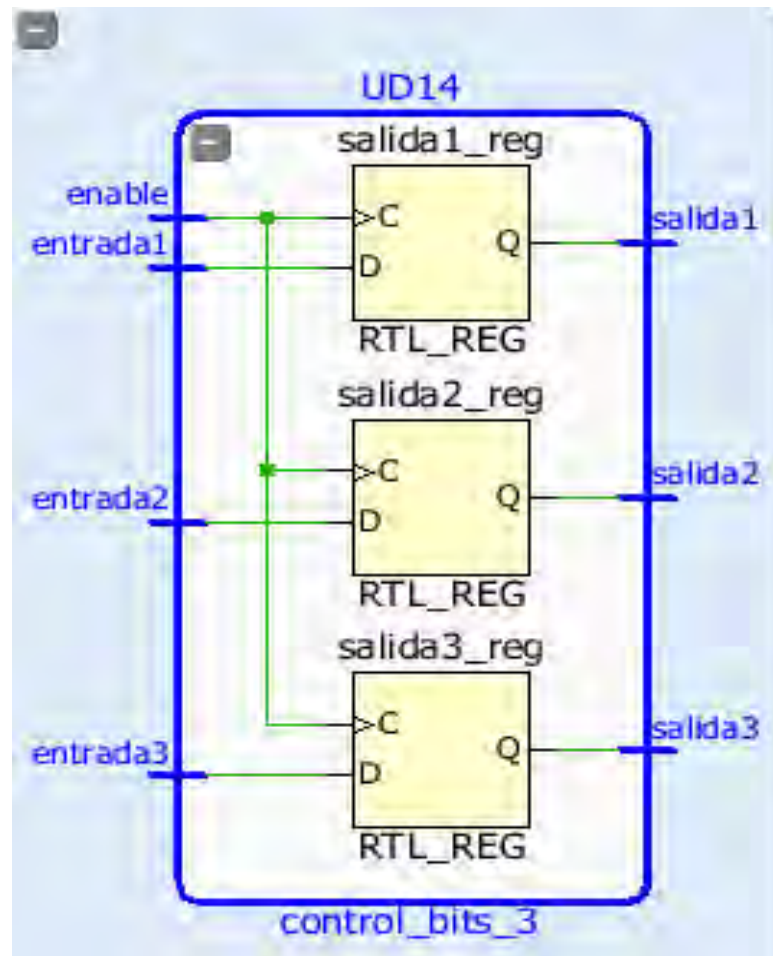 UD14
salida1_reg
enable
C
salida1
entrada1
Q
D
RTL_REG
salida2_reg
C
salida2
entrada2
Q
D
RTL_REG
salida3_reg
C
salida3
entrada3
Q
D
RTL_REG
control_bits_3